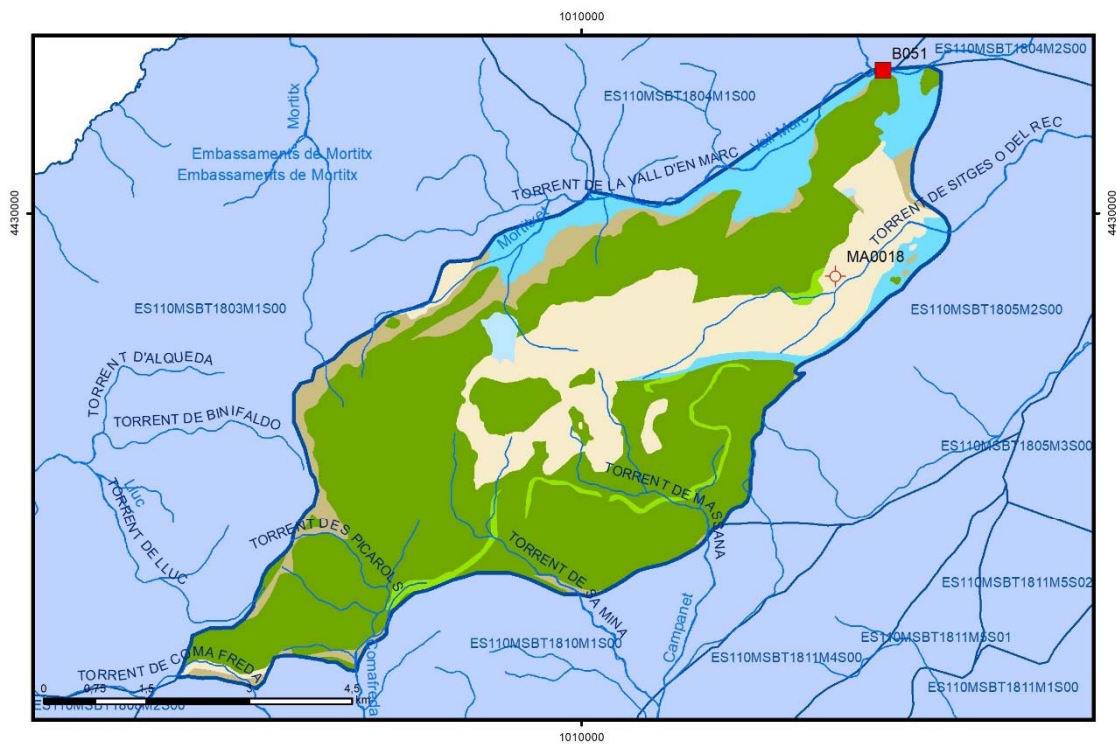 1010000
B051
ES110MSBT1804M2S00
ES110MSBT1804M1S00
Mortitx
Vall-Marc
Embassaments de Mortitx
Embassaments de Mortitx
TORRENT DE LA VALL D'EN MARC
TORRENT DE SITGES O DEL REC
4430000
4430000
Mortitxet
MA0018
ES110MSBT1803M1S00
ES110MSBT1805M2S00
TORRENT D'ALQUEDA
TORRENT DE BINIFALDO
ES110MSBT1805M3S00
Lluc
TORRENT DE MASSANA
TORRENT DE LLUC
TORRENT DES PICAROLS
TORRENT DE SA MINA
ES110MSBT1811M5S02
Campanet
ES110MSBT1810M1S00
ES110MSBT1811M5S01
ES110MSBT1811M4S00
TORRENT DE COMA FREDA
Comafreda
ES110MSBT1811M1S00
0 0,75 1,5 3 4,5
km
1010000